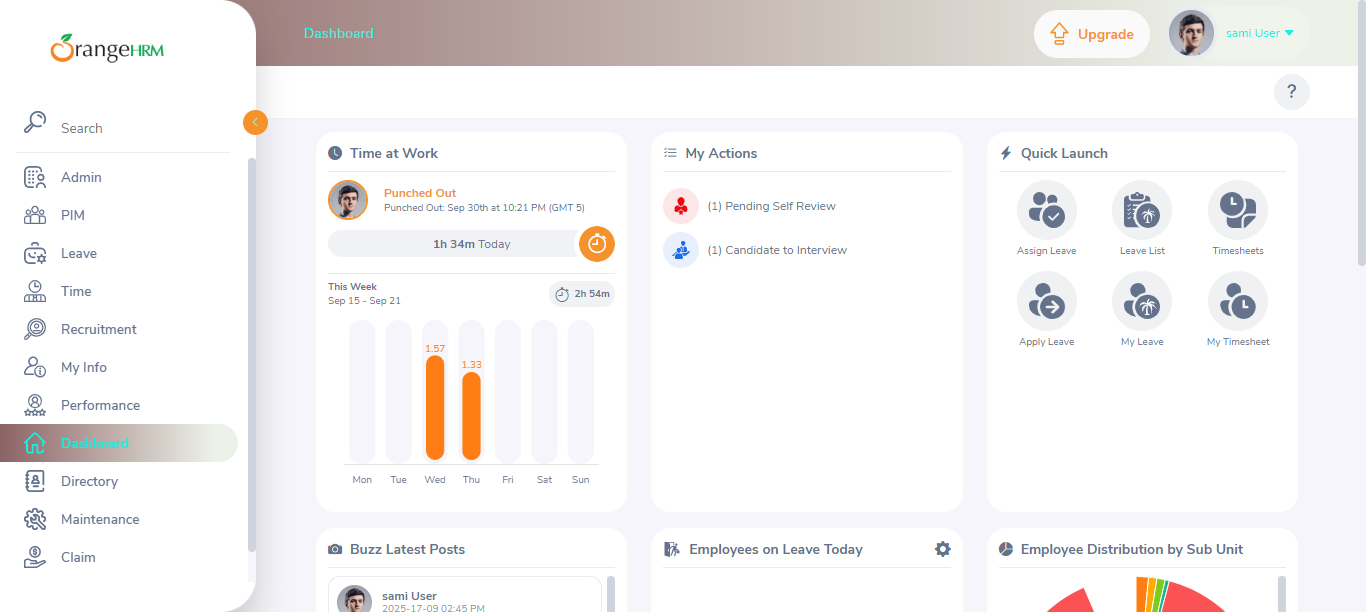 OrangeHRM
Dashboard
Upgrade
sami User
?
Search
Admin
PIM
Leave
Time
Recruitment
My Info
Performance
Dashboard
Directory
Maintenance
Claim
Time at Work
Punched Out
Punched Out: Sep 30th at 10:21 PM (GMT 5)
1h 34m Today
This Week
Sep 15 - Sep 21
2h 54m
1.57
1.33
Mon Tue Wed Thu Fri Sat Sun
My Actions
(1) Pending Self Review
(1) Candidate to Interview
Quick Launch
Assign Leave
Leave List
Timesheets
Apply Leave
My Leave
My Timesheet
Buzz Latest Posts
sami User
2025-17-09 02:45 PM
Employees on Leave Today
Employee Distribution by Sub Unit